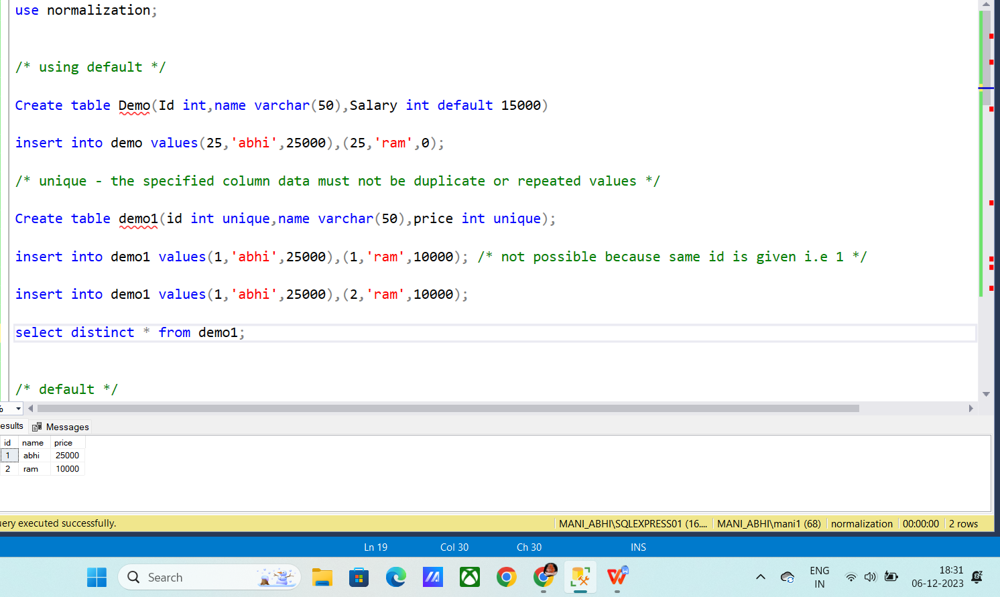 use normalization;
/* using default */
Create table Demo(Id int,name varchar(50),Salary int default 15000)
insert into demo values(25,'abhi',25000),(25,'ram',0);
/* unique - the specified column data must not be duplicate or repeated values */
Create table demo1(id int unique,name varchar(50),price int unique);
insert into demo1 values(1,'abhi',25000),(1,'ram',10000); /* not possible because same id is given i.e 1 */
insert into demo1 values(1,'abhi',25000),(2,'ram',10000);
select distinct * from demo1;
/* default */
%
esults Messages
id name price
1 abhi 25000
2 ram 10000
uery executed successfully. MANI_ABHI\SQLEXPRESS01 (16.... MANI_ABHI\mani1 (68) normalization 00:00:00 2 rows
Ln 19 Col 30 Ch 30 INS
Search ENG 18:31
IN 06-12-2023